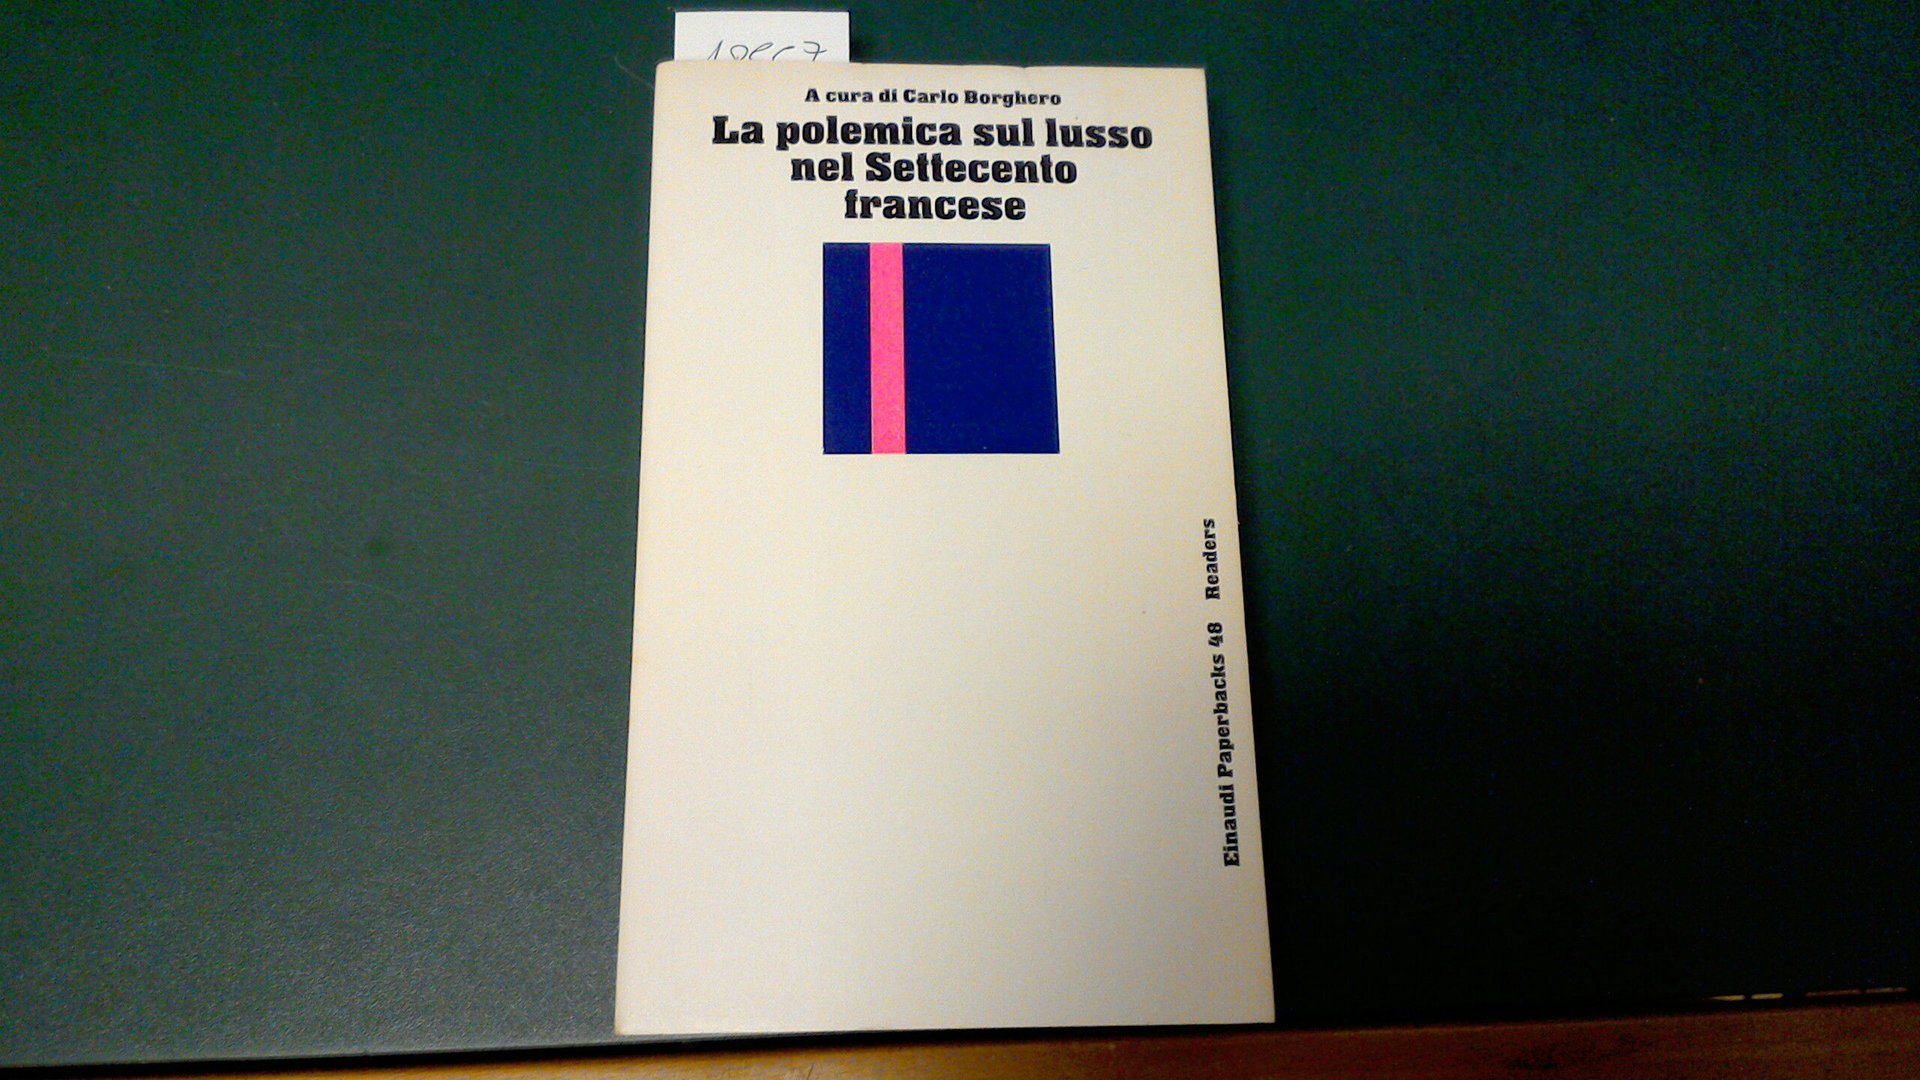 A cura di Carlo Borghero
La polemica sul lusso
nel Settecento
francese
Einaudi Paperbacks 48 Readers